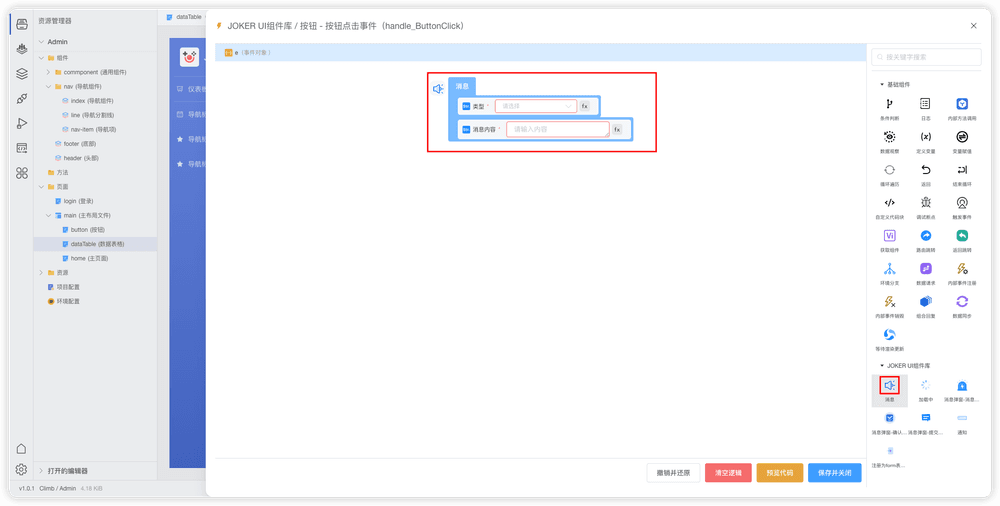 资源管理器
Admin
组件
commponent (通用组件)
nav (导航组件)
index (导航组件)
line (导航分割线)
nav-item (导航项)
footer (底部)
header (头部)
方法
页面
login (登录)
main (主布局文件)
button (按钮)
dataTable (数据表格)
home (主页面)
资源
项目配置
环境配置
打开的编辑器
v1.0.1 Climb / Admin 4.16 KB
dataTable
JOKER UI组件库 / 按钮 - 按钮点击事件（handle_ButtonClick）
e（事件对象）
消息
类型 * 请选择 fx
消息内容 * 请输入内容 fx
按关键字搜索
基础组件
条件判断 日志 内部方法调用
数据观察 定义变量 变量赋值
循环遍历 返回 结束循环
自定义代码块 调试断点 触发事件
获取组件 路由跳转 返回跳转
环境分支 数据请求 内部事件注册
内部事件销毁 组合回发 数据同步
等待渲染更新
JOKER UI组件库
消息 加载中 消息弹窗-消息...
消息弹窗-确认... 消息弹窗-提交... 通知
注册为form表...
撤销并还原 清空逻辑 预览代码 保存并关闭